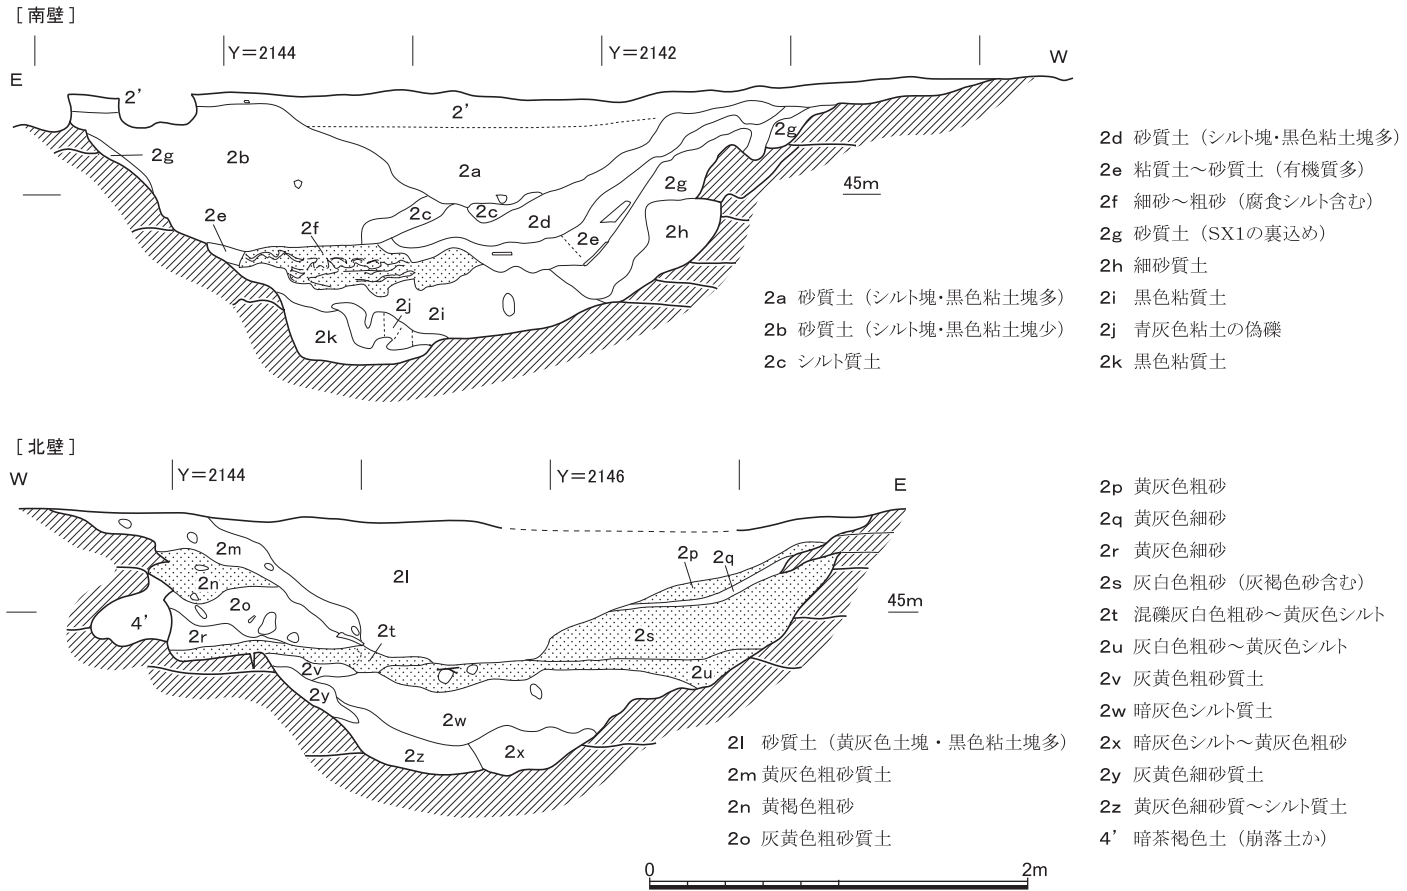 [南壁]
Y=2144
Y=2142
E
W
2'
2'
2g
2g
2b
2a
2g
45m
2e
2f
2c
2c
2d
2e
2h
2j
2i
2k
2a 砂質土（シルト塊・黒色粘土塊多）
2b 砂質土（シルト塊・黒色粘土塊少）
2c シルト質土
2d 砂質土（シルト塊・黒色粘土塊多）
2e 粘質土～砂質土（有機質多）
2f 細砂～粗砂（腐食シルト含む）
2g 砂質土（SX1の裏込め）
2h 細砂質土
2i 黒色粘質土
2j 青灰色粘土の偽礫
2k 黒色粘質土
[北壁]
W
Y=2144
Y=2146
E
2m
2l
2p
2q
2n
2o
45m
4'
2r
2t
2s
2v
2u
2y
2w
2z
2x
2l 砂質土（黄灰色土塊・黒色粘土塊多）
2m 黄灰色粗砂質土
2n 黄褐色粗砂
2o 灰黄色粗砂質土
2p 黄灰色粗砂
2q 黄灰色細砂
2r 黄灰色細砂
2s 灰白色粗砂（灰褐色砂含む）
2t 混礫灰白色粗砂～黄灰色シルト
2u 灰白色粗砂～黄灰色シルト
2v 灰黄色粗砂質土
2w 暗灰色シルト質土
2x 暗灰色シルト～黄灰色粗砂
2y 灰黄色細砂質土
2z 黄灰色細砂質～シルト質土
4' 暗茶褐色土（崩落土か）
0
2m